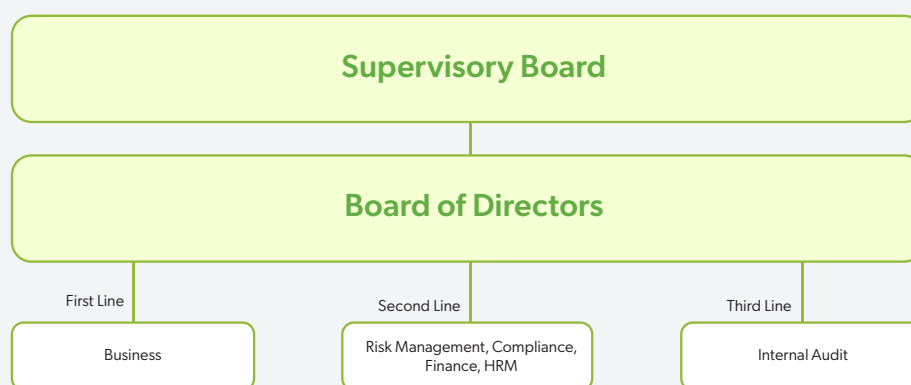 Supervisory Board
Board of Directors
First Line
Second Line
Third Line
Business
Risk Management, Compliance,
Finance, HRM
Internal Audit